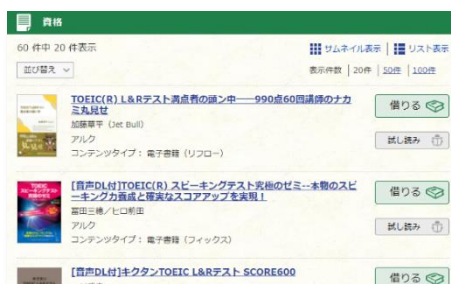 資格
60 件中 20 件表示
サムネイル表示 | リスト表示
並び替え
表示件数 | 20件 | 50件 | 100件
TOEIC(R) L&Rテスト満点者の頭ン中――990点60回講師のナカミ丸見せ
加藤草平（Jet Bull）
アルク
コンテンツタイプ： 電子書籍（リフロー）
借りる
試し読み
[音声DL付]TOEIC(R) スピーキングテスト究極のゼミ--本物のスピーキング力養成と確実なスコアアップを実現！
冨田三穂／ヒロ前田
アルク
コンテンツタイプ： 電子書籍（フィックス）
借りる
試し読み
[音声DL付]キクタンTOEIC L&Rテスト SCORE600
借りる